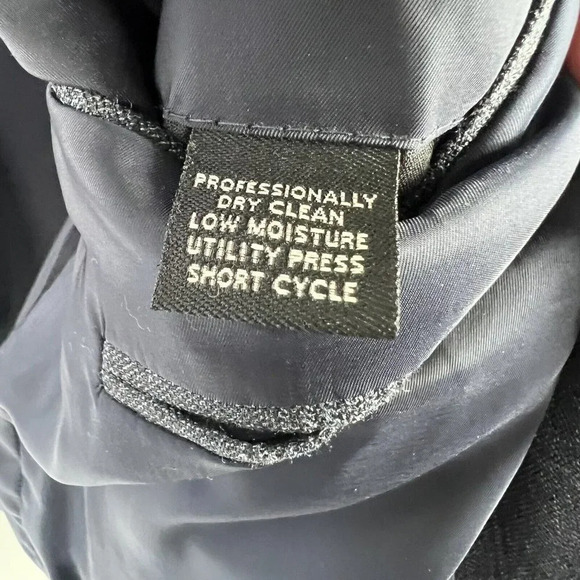 PROFESSIONALLY
DRY CLEAN
LOW MOISTURE
UTILITY PRESS
SHORT CYCLE